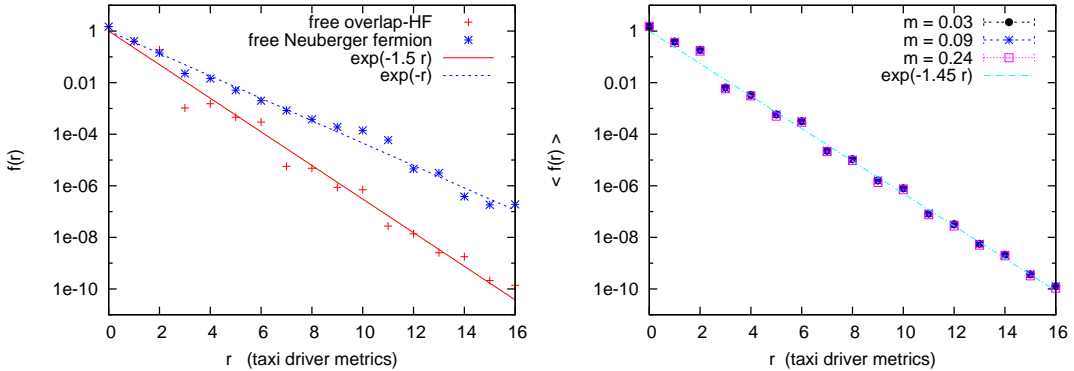 free overlap-HF
free Neuberger fermion
exp(-1.5 r)
exp(-r)
1
0.01
1e-04
1e-06
1e-08
1e-10
f(r)
0 2 4 6 8 10 12 14 16
r (taxi driver metrics)
m = 0.03
m = 0.09
m = 0.24
exp(-1.45 r)
1
0.01
1e-04
1e-06
1e-08
1e-10
< f(r) >
0 2 4 6 8 10 12 14 16
r (taxi driver metrics)